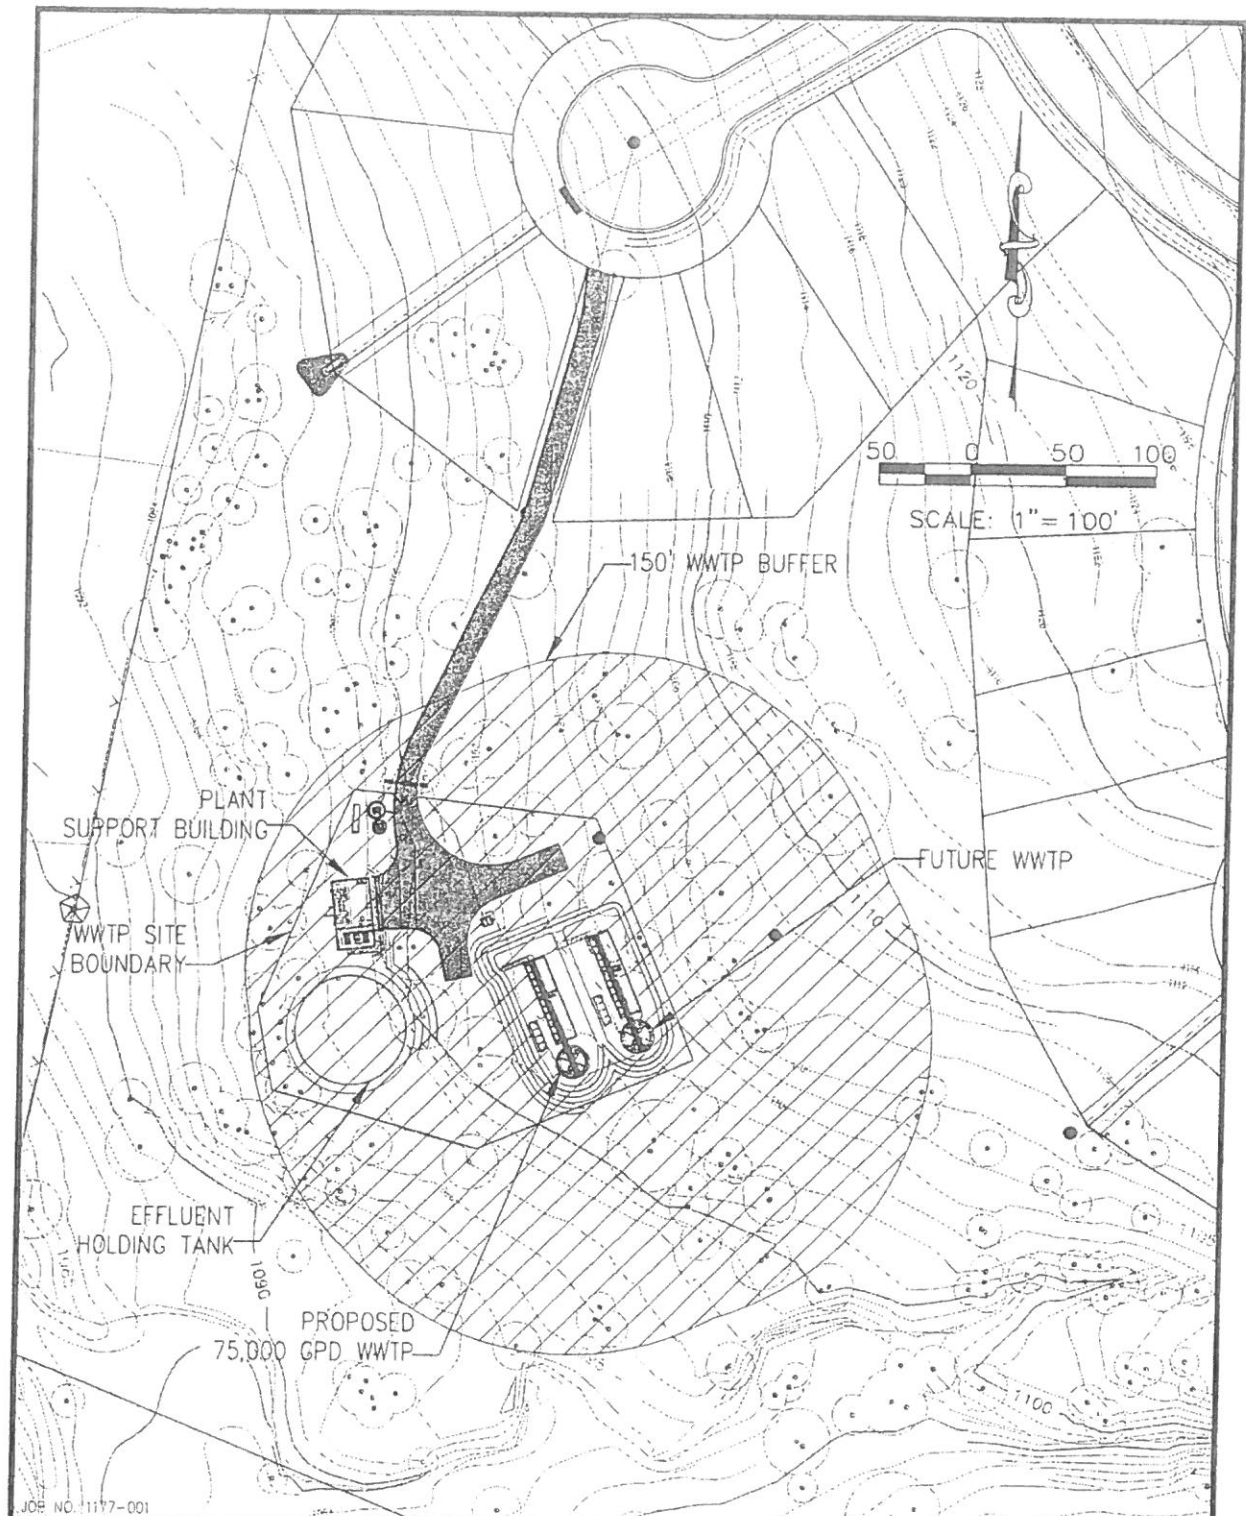 1120
50 0 50 100
SCALE: 1"= 100'
150' WWTP BUFFER
PLANT
SUPPORT BUILDING
FUTURE WWTP
1110
WWTP SITE
BOUNDARY
EFFLUENT
HOLDING TANK
1090
PROPOSED
75,000 GPD WWTP
1100
JOB NO. 1177-001